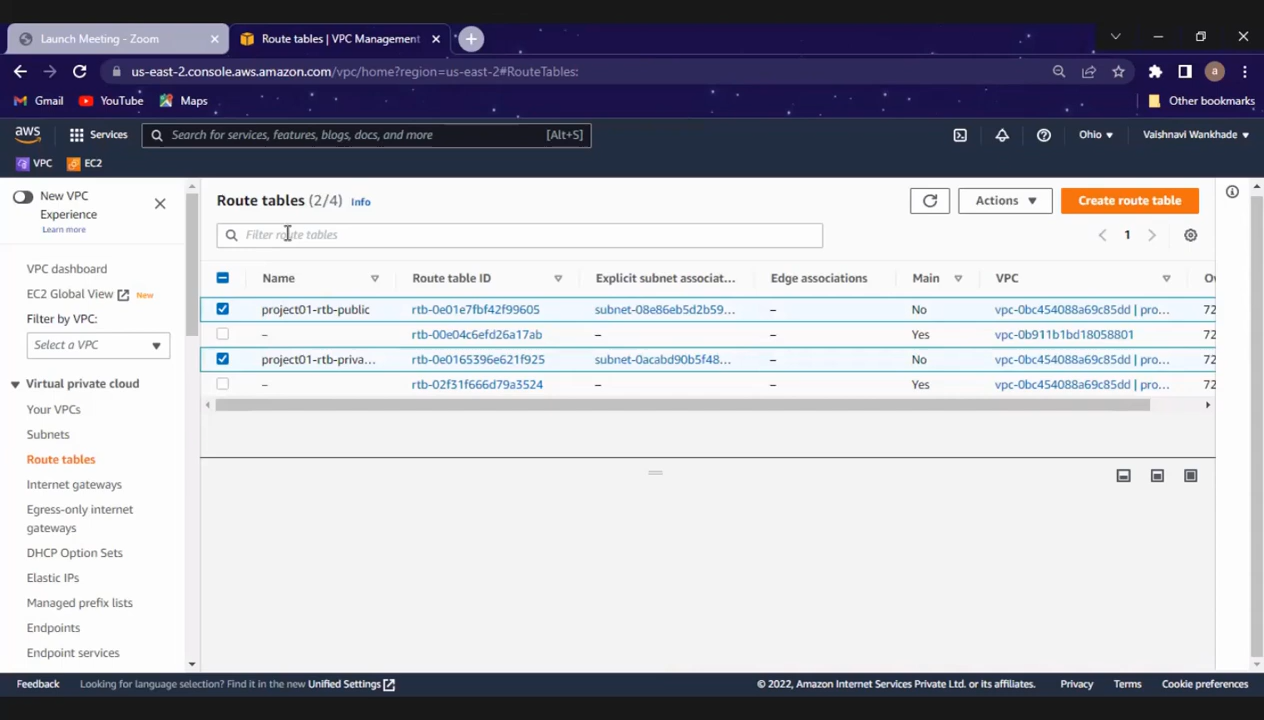 Launch Meeting - Zoom
Route tables | VPC Management
us-east-2.console.aws.amazon.com/vpc/home?region=us-east-2#RouteTables:
a
Gmail YouTube Maps Other bookmarks
aws Services Search for services, features, blogs, docs, and more [Alt+S] Ohio Vaishnavi Wankhade
VPC EC2
New VPC
Experience
Learn more
VPC dashboard
EC2 Global View New
Filter by VPC:
Select a VPC
Virtual private cloud
Your VPCs
Subnets
Route tables
Internet gateways
Egress-only internet
gateways
DHCP Option Sets
Elastic IPs
Managed prefix lists
Endpoints
Endpoint services
Route tables (2/4) Info
Actions Create route table
Filter route tables
1
Name Route table ID Explicit subnet associat... Edge associations Main VPC
project01-rtb-public rtb-0e01e7fbf42f99605 subnet-08e86eb5d2b59... – No vpc-0bc454088a69c85dd | pro... 72
– rtb-00e04c6efd26a17ab – – Yes vpc-0b911b1bd18058801 72
project01-rtb-priva... rtb-0e0165396e621f925 subnet-0acabd90b5f48... – No vpc-0bc454088a69c85dd | pro... 72
– rtb-02f31f666d79a3524 – – Yes vpc-0bc454088a69c85dd | pro... 72
Feedback Looking for language selection? Find it in the new Unified Settings © 2022, Amazon Internet Services Private Ltd. or its affiliates. Privacy Terms Cookie preferences